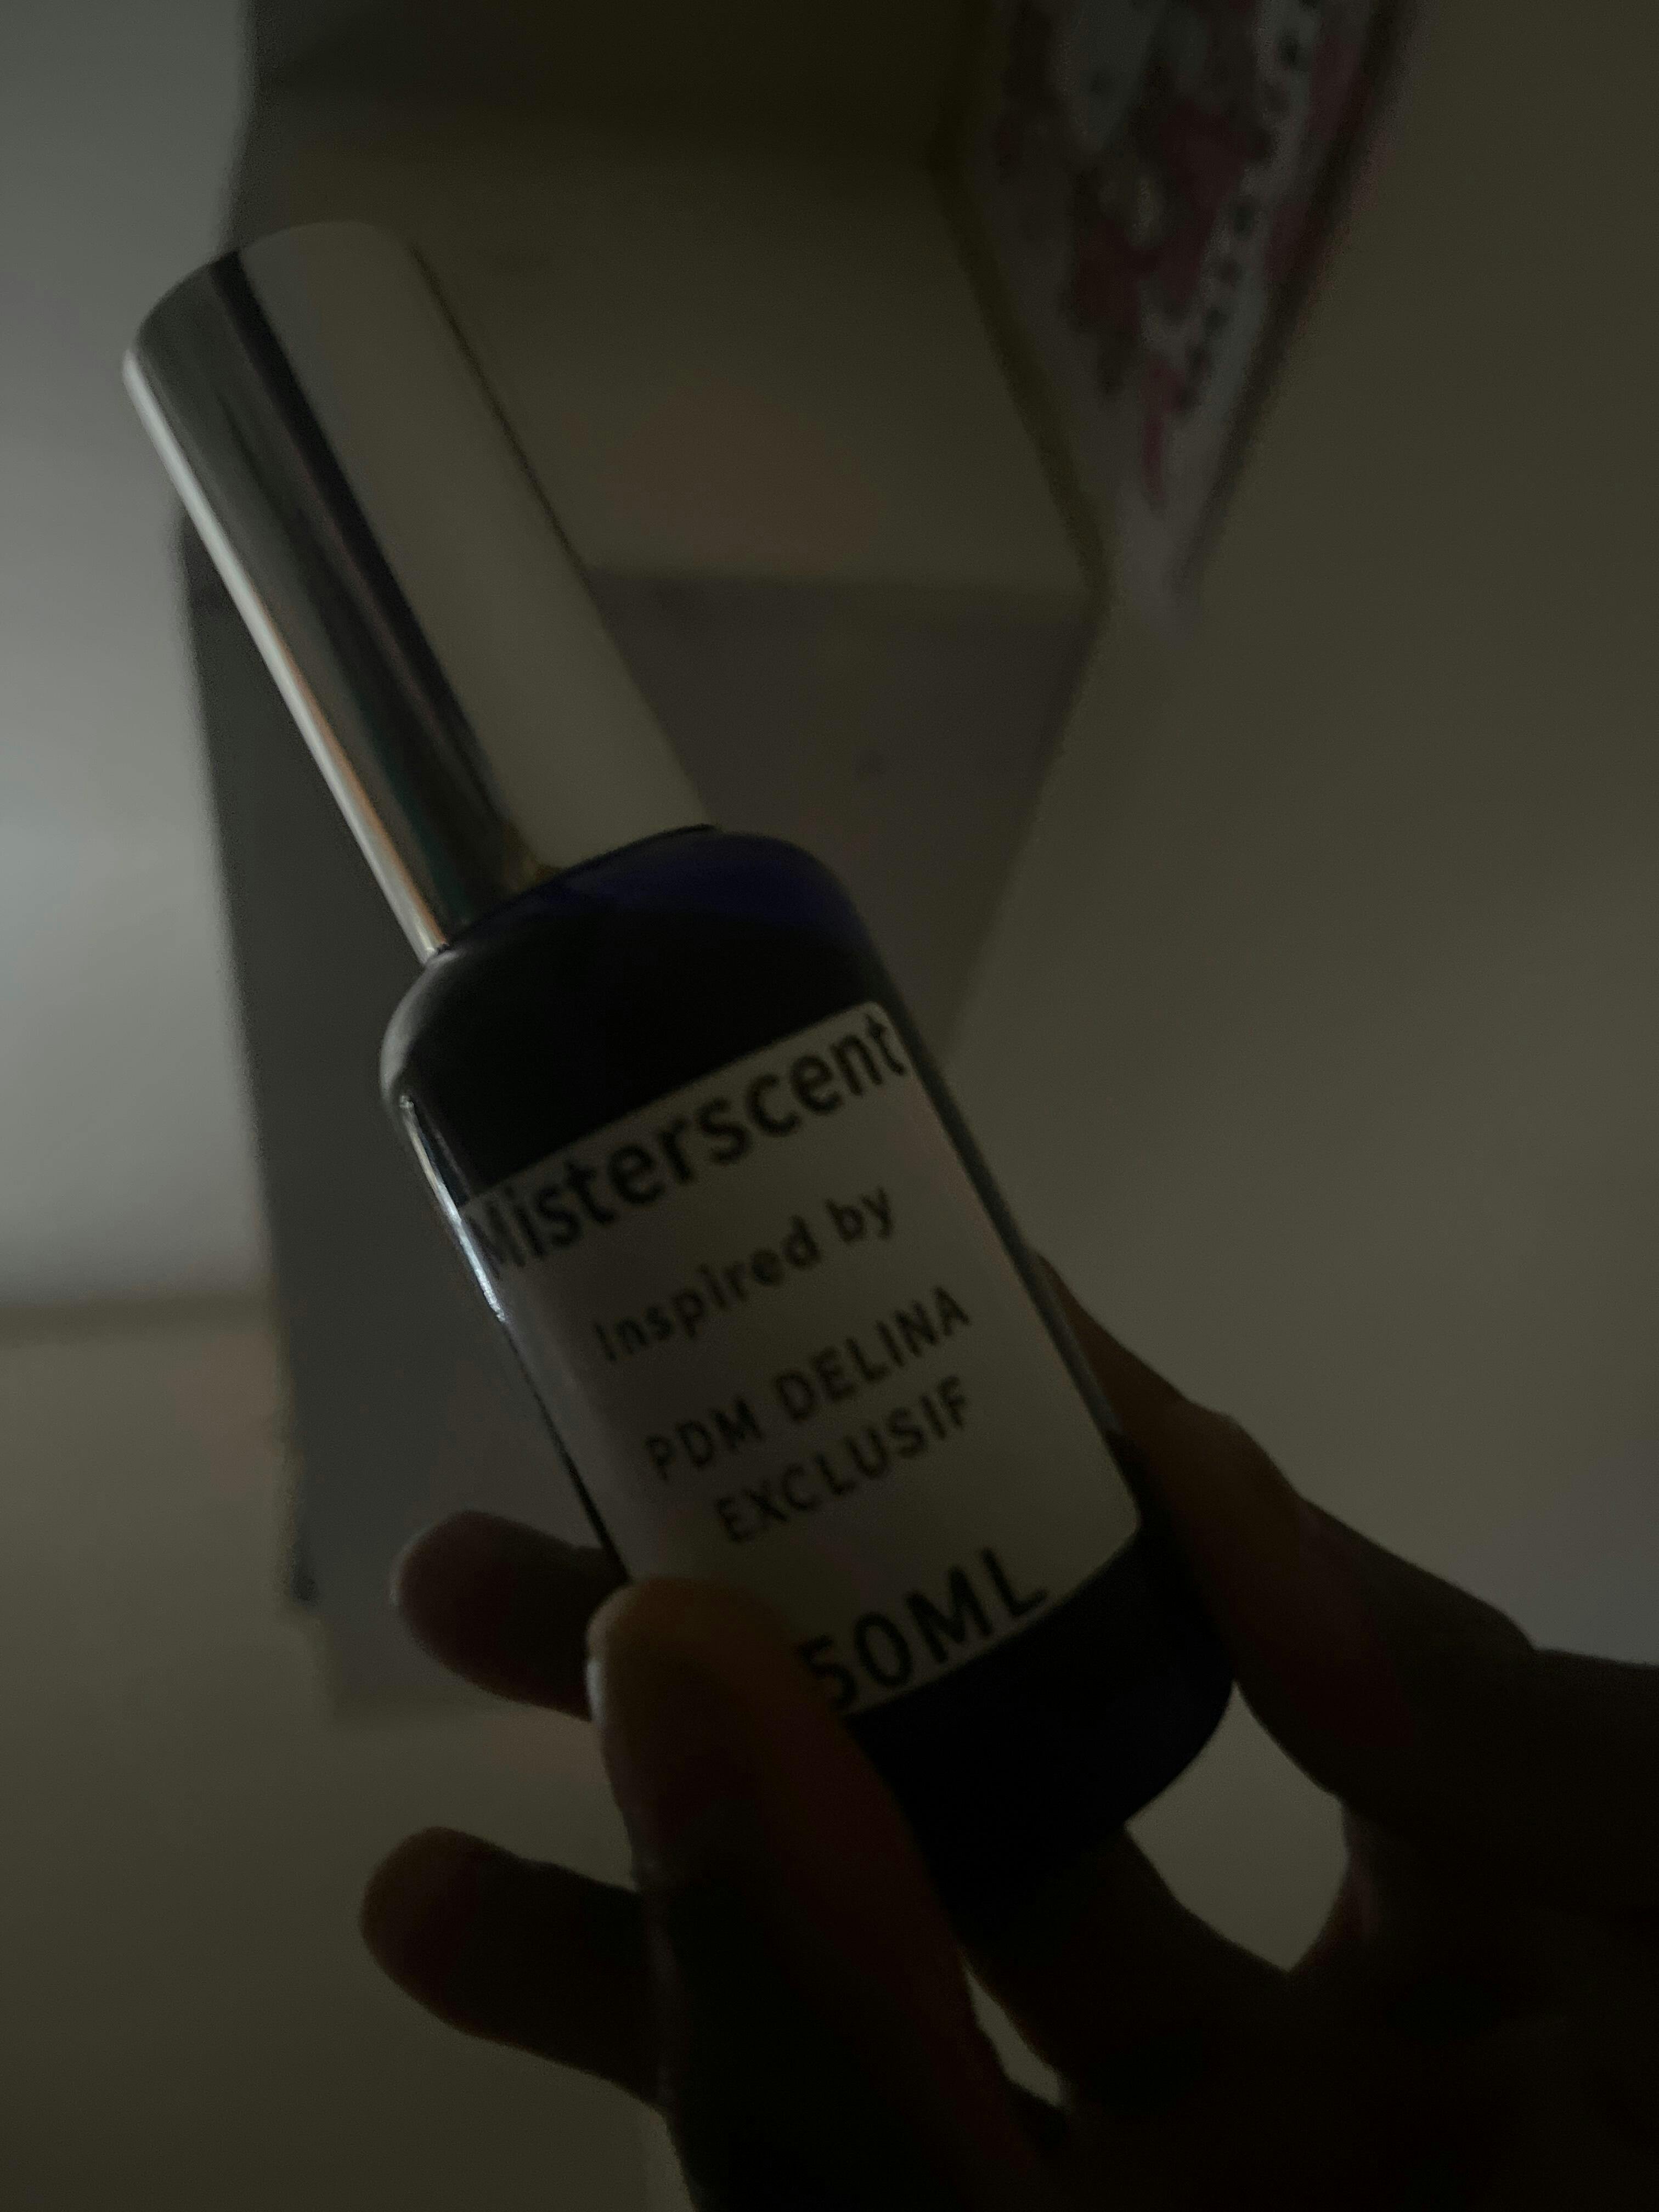 Misterscent
Inspired by
PDM DELINA
EXCLUSIF
50ML